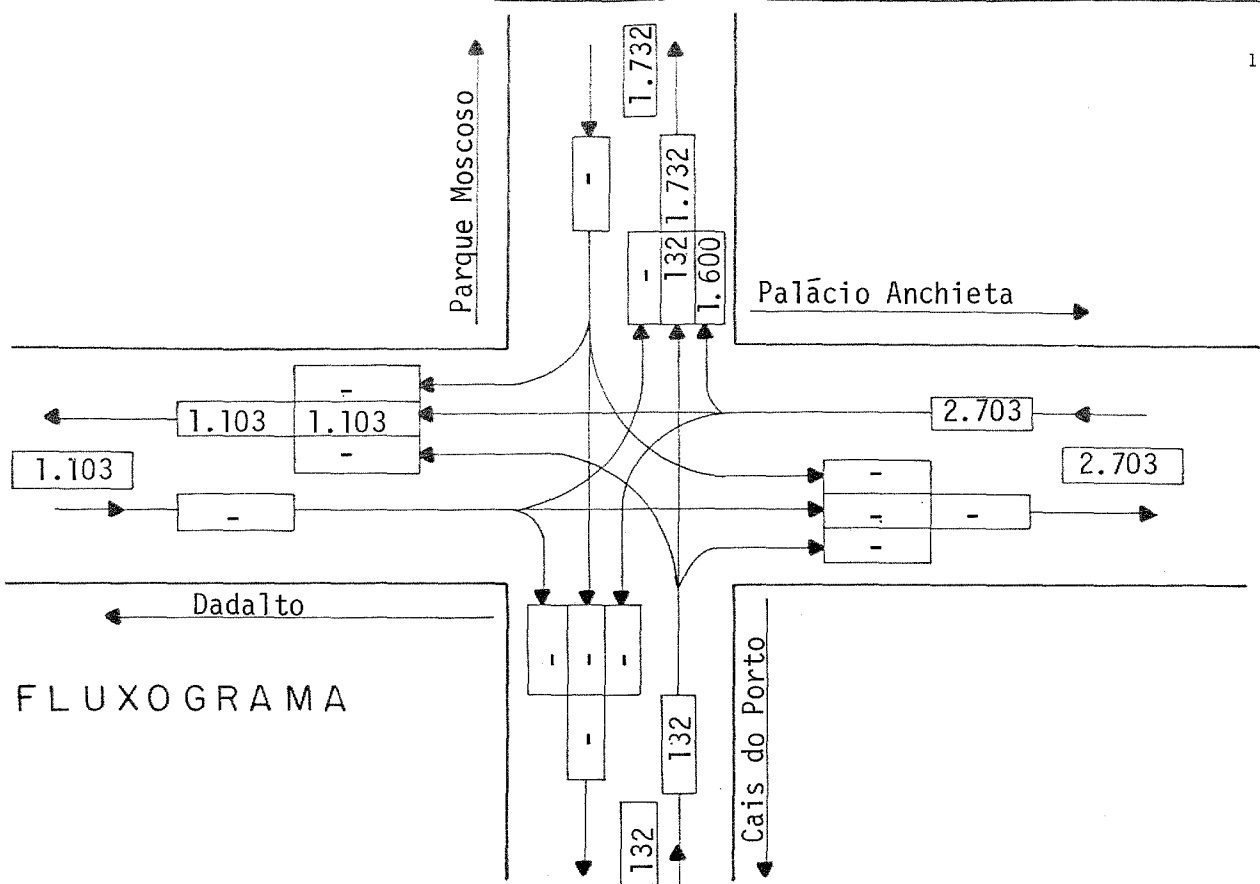 1
1.732
Parque Moscoso
-
1.732
- 132 1.600
Palácio Anchieta
-
1.103 1.103
-
2.703
1.103
2.703
-
-
- -
-
Dadalto
- - -
-
FLUXOGRAMA
132
Cais do Porto
132